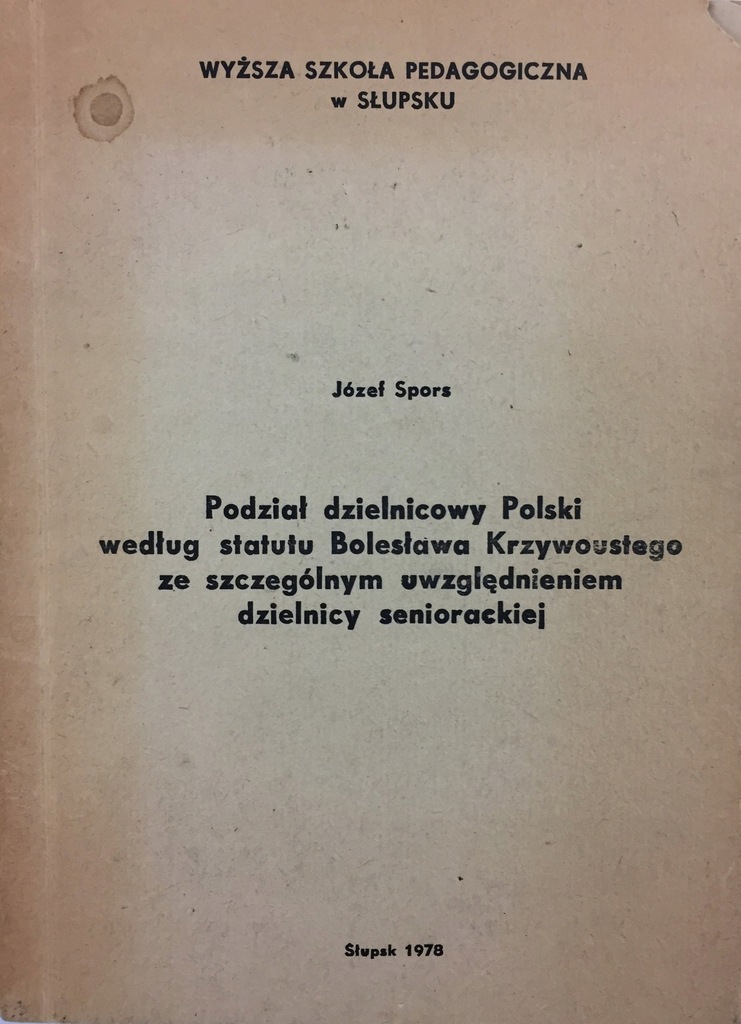 WYŻSZA SZKOŁA PEDAGOGICZNA
w SŁUPSKU
Józef Spors
Podział dzielnicowy Polski
według statutu Bolesława Krzywoustego
ze szczególnym uwzględnieniem
dzielnicy seniorackiej
Słupsk 1978